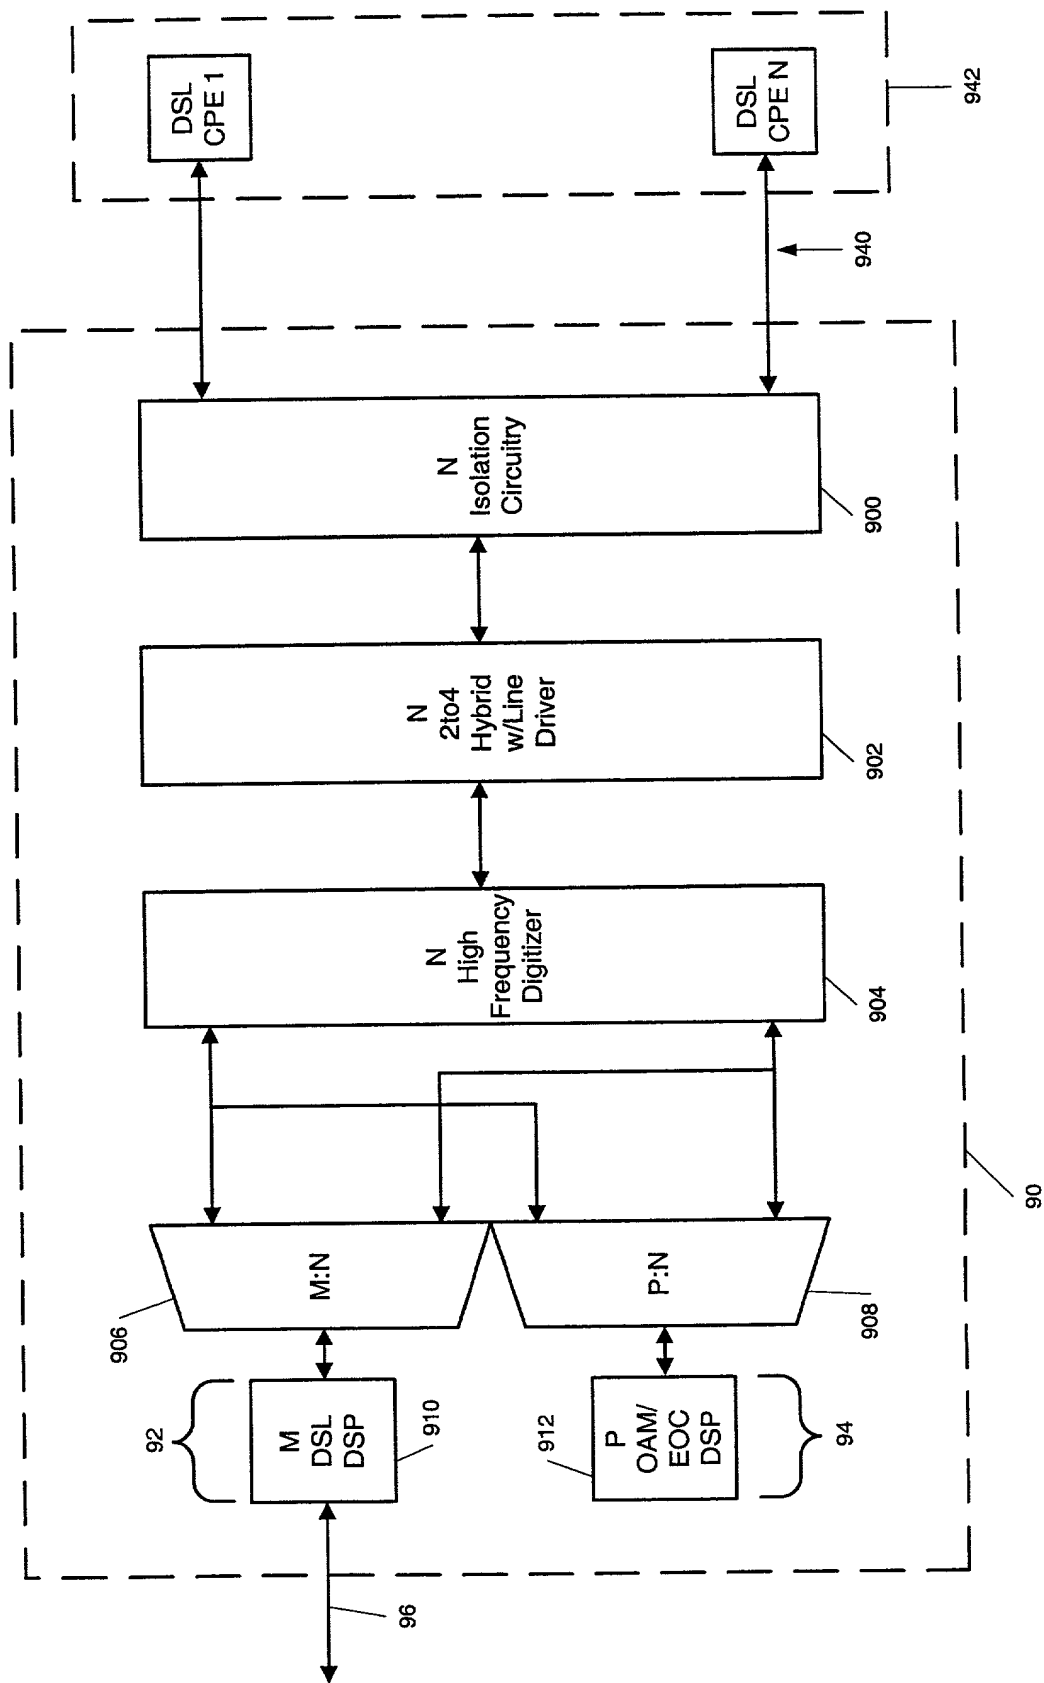 96
92
M
DSL
DSP
910
906
M:N
912
P
OAM/
EOC
DSP
94
P:N
908
N
High
Frequency
Digitizer
904
N
2to4
Hybrid
w/Line
Driver
902
N
Isolation
Circuitry
900
90
940
DSL
CPE 1
DSL
CPE N
942